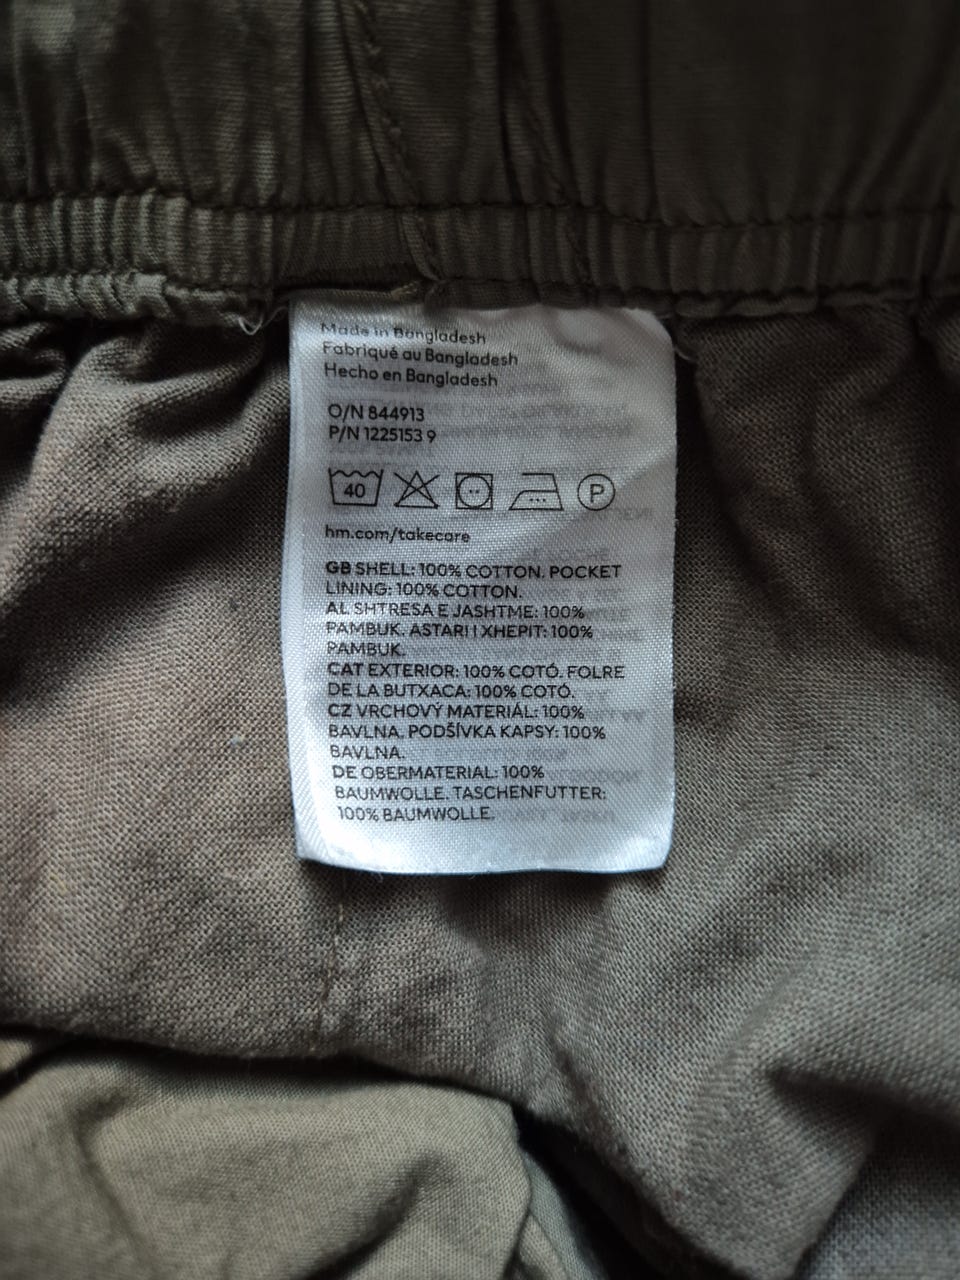 Made in Bangladesh
Fabriqué au Bangladesh
Hecho en Bangladesh
O/N 844913
P/N 1225153 9
40 P
hm.com/takecare
GB SHELL: 100% COTTON. POCKET
LINING: 100% COTTON.
AL SHTRESA E JASHTME: 100%
PAMBUK. ASTARI I XHEPIT: 100%
PAMBUK.
CAT EXTERIOR: 100% COTÓ. FOLRE
DE LA BUTXACA: 100% COTÓ.
CZ VRCHOVÝ MATERIÁL: 100%
BAVLNA. PODŠÍVKA KAPSY: 100%
BAVLNA.
DE OBERMATERIAL: 100%
BAUMWOLLE. TASCHENFUTTER:
100% BAUMWOLLE.